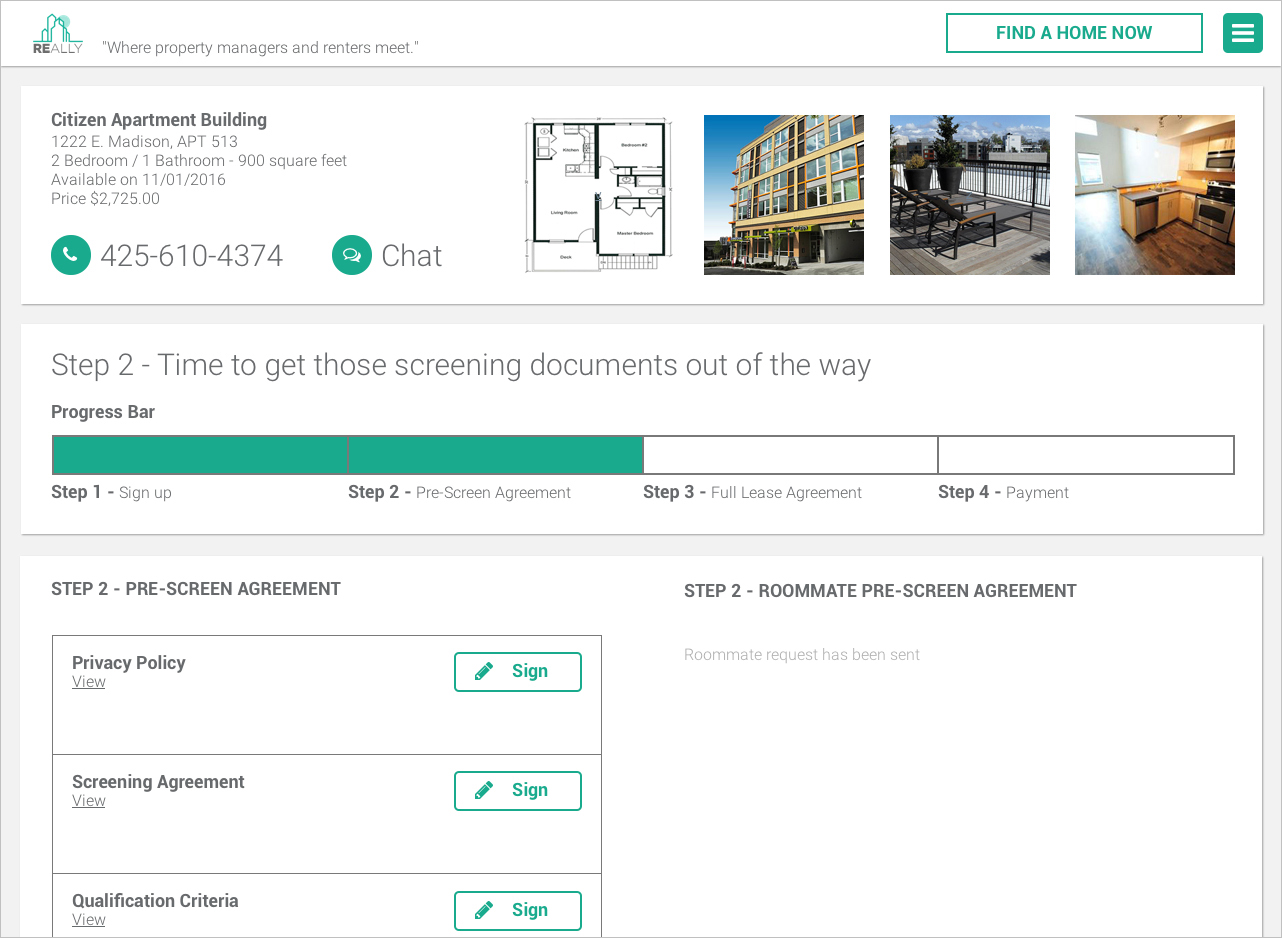 REALLY
"Where property managers and renters meet."
FIND A HOME NOW
Citizen Apartment Building
1222 E. Madison, APT 513
2 Bedroom / 1 Bathroom - 900 square feet
Available on 11/01/2016
Price $2,725.00
425-610-4374
Chat
Kitchen
Bedroom #2
Living Room
Master Bedroom
Deck
Step 2 - Time to get those screening documents out of the way
Progress Bar
Step 1 - Sign up
Step 2 - Pre-Screen Agreement
Step 3 - Full Lease Agreement
Step 4 - Payment
STEP 2 - PRE-SCREEN AGREEMENT
Privacy Policy
View
Sign
Screening Agreement
View
Sign
Qualification Criteria
View
Sign
STEP 2 - ROOMMATE PRE-SCREEN AGREEMENT
Roommate request has been sent